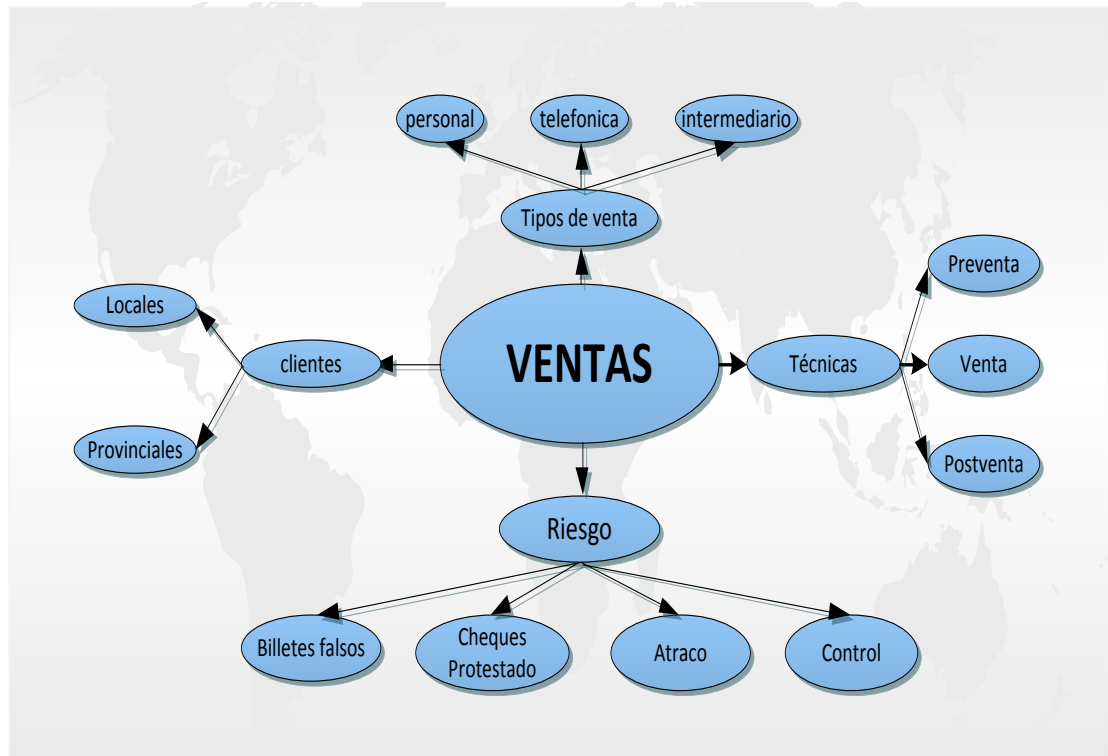 personal
telefonica
intermediario
Tipos de venta
Preventa
Locales
VENTAS
clientes
Técnicas
Venta
Provinciales
Postventa
Riesgo
Billetes falsos
Cheques
Protestado
Atraco
Control